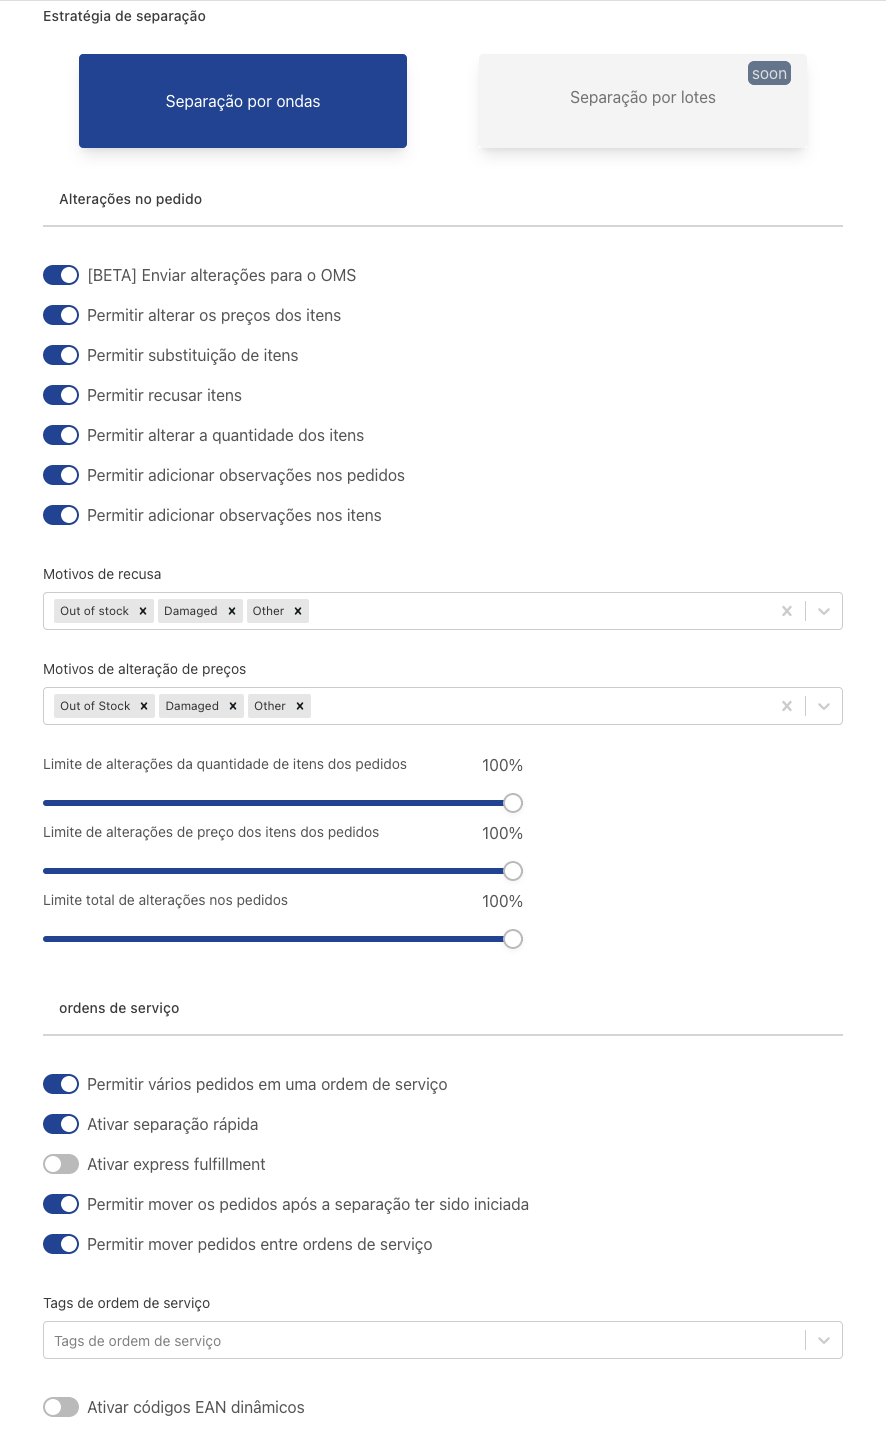 Estratégia de separação
Separação por ondas
soon
Separação por lotes
Alterações no pedido
[BETA] Enviar alterações para o OMS
Permitir alterar os preços dos itens
Permitir substituição de itens
Permitir recusar itens
Permitir alterar a quantidade dos itens
Permitir adicionar observações nos pedidos
Permitir adicionar observações nos itens
Motivos de recusa
Out of stock Damaged Other
Motivos de alteração de preços
Out of Stock Damaged Other
Limite de alterações da quantidade de itens dos pedidos 100%
Limite de alterações de preço dos itens dos pedidos 100%
Limite total de alterações nos pedidos 100%
ordens de serviço
Permitir vários pedidos em uma ordem de serviço
Ativar separação rápida
Ativar express fulfillment
Permitir mover os pedidos após a separação ter sido iniciada
Permitir mover pedidos entre ordens de serviço
Tags de ordem de serviço
Tags de ordem de serviço
Ativar códigos EAN dinâmicos